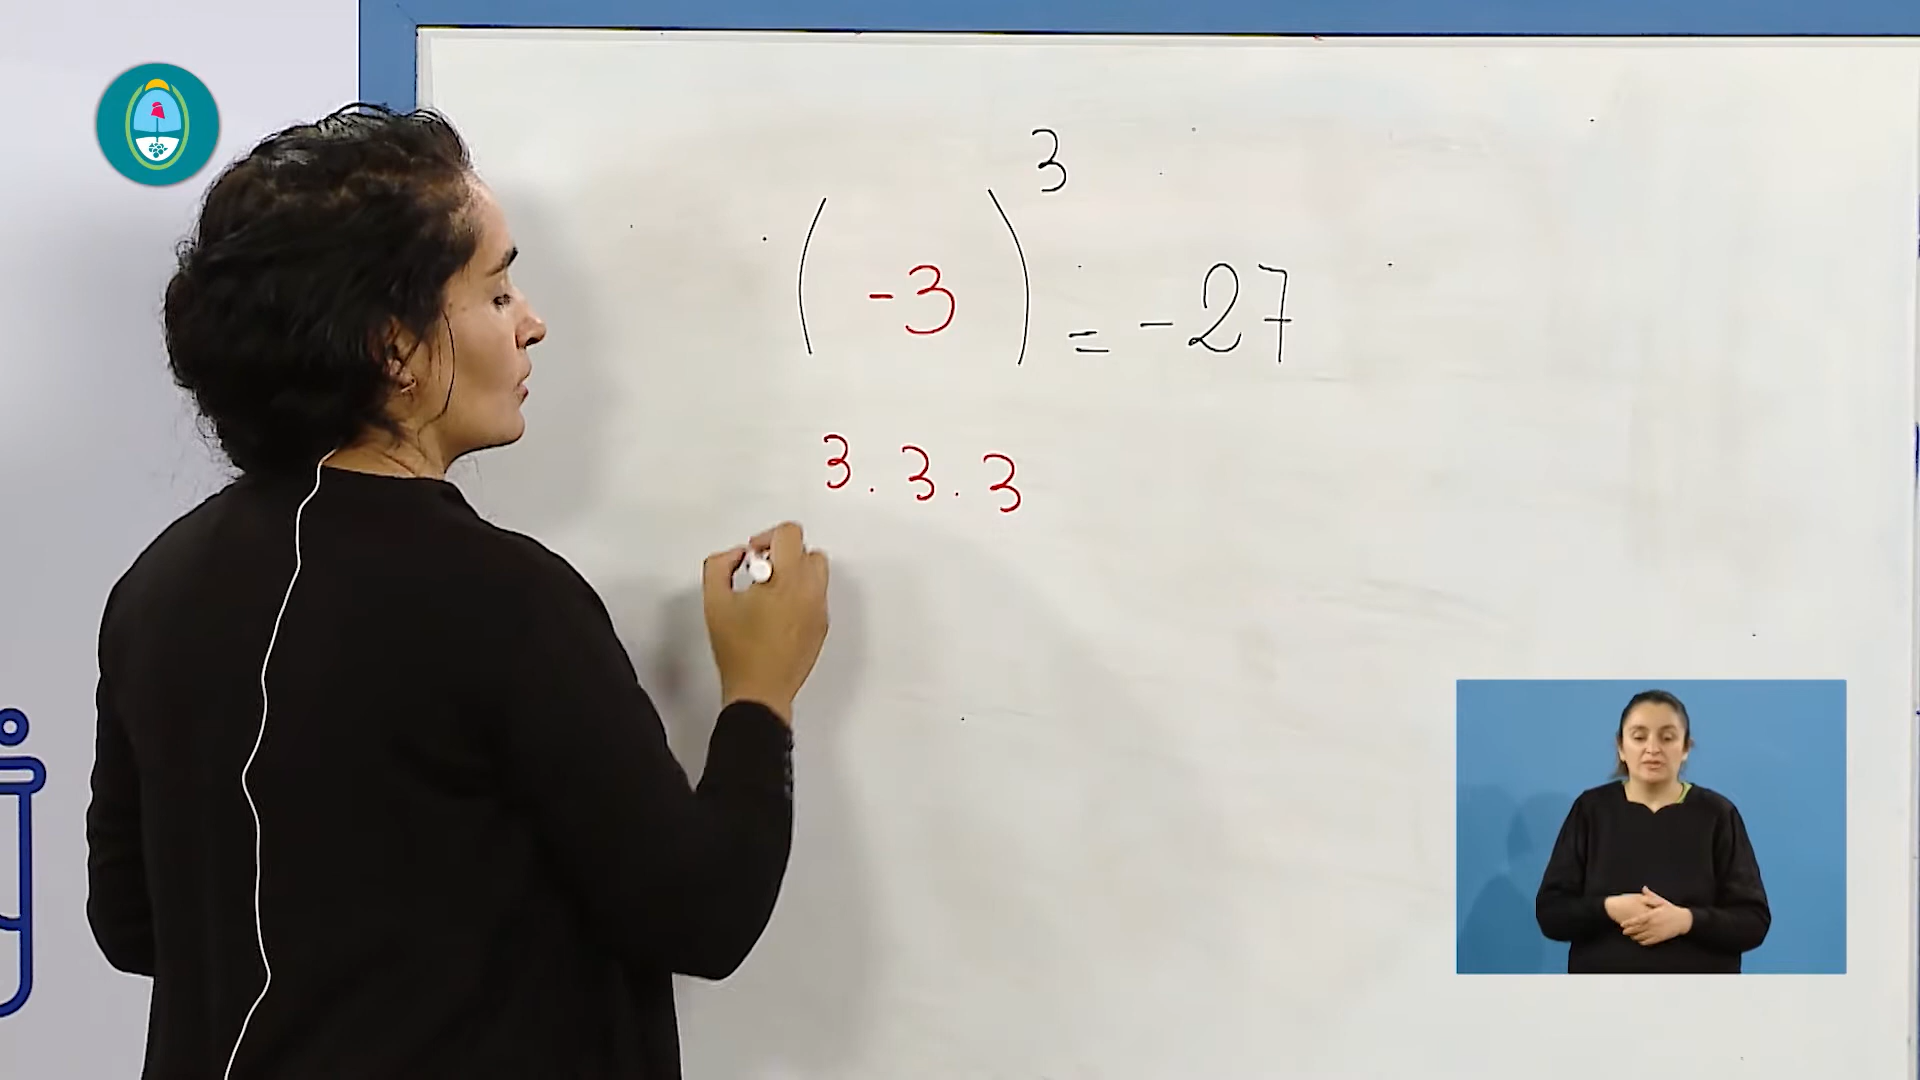 (-3)³ = -27
3 . 3 . 3